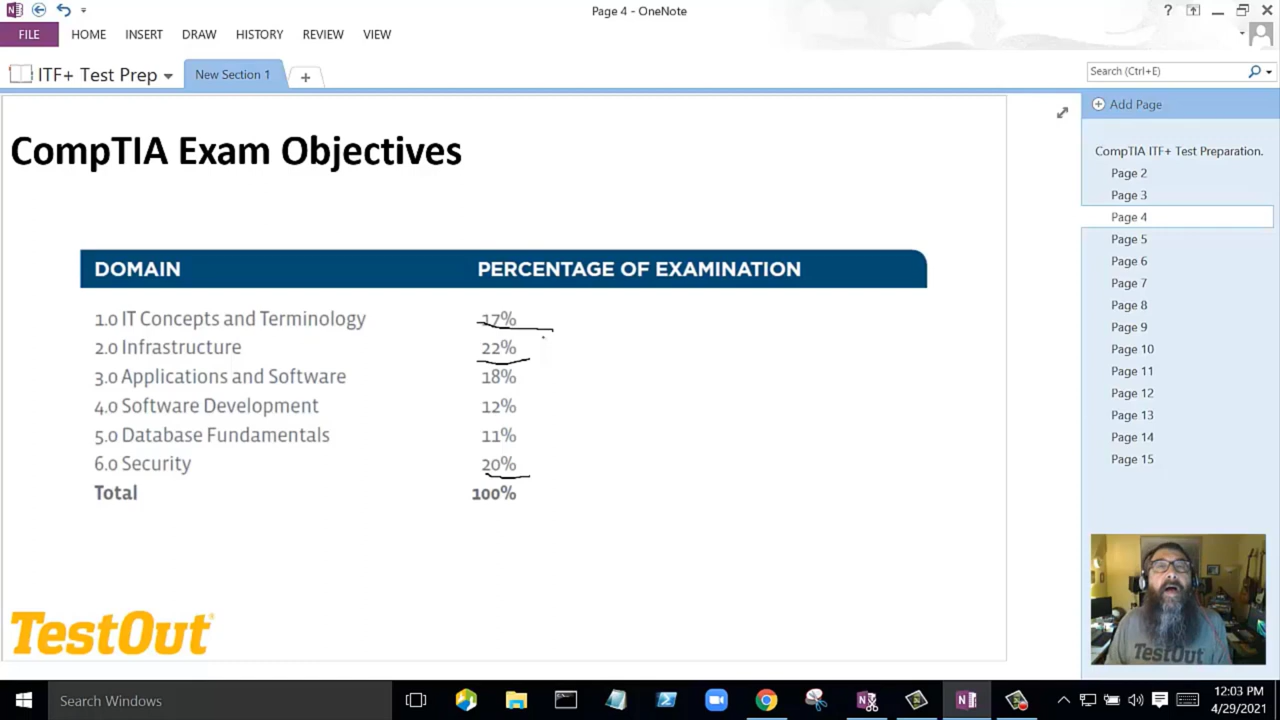 Page 4 - OneNote
?
FILE HOME INSERT DRAW HISTORY REVIEW VIEW
ITF+ Test Prep New Section 1 +
Search (Ctrl+E)
Add Page
CompTIA Exam Objectives
CompTIA ITF+ Test Preparation.
Page 2
Page 3
Page 4
Page 5
Page 6
Page 7
Page 8
Page 9
Page 10
Page 11
Page 12
Page 13
Page 14
Page 15
DOMAIN PERCENTAGE OF EXAMINATION
1.0 IT Concepts and Terminology 17%
2.0 Infrastructure 22%
3.0 Applications and Software 18%
4.0 Software Development 12%
5.0 Database Fundamentals 11%
6.0 Security 20%
Total 100%
TestOut
TestOut
Search Windows
12:03 PM
4/29/2021